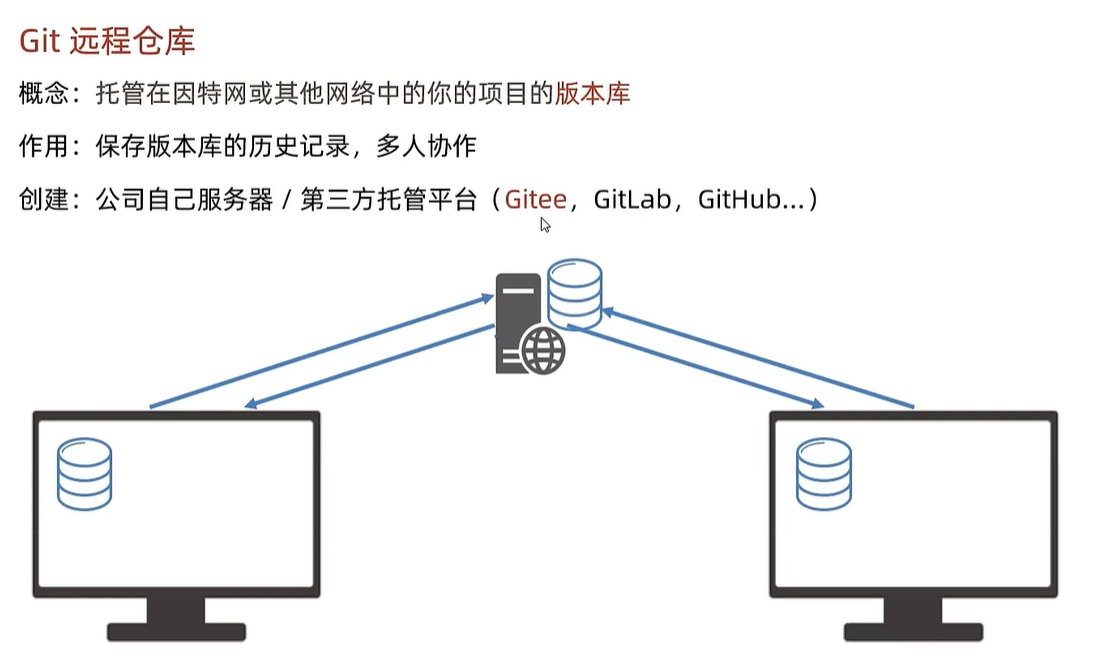 Git 远程仓库
概念：托管在因特网或其他网络中的你的项目的版本库
作用：保存版本库的历史记录，多人协作
创建：公司自己服务器 / 第三方托管平台（Gitee，GitLab，GitHub...）